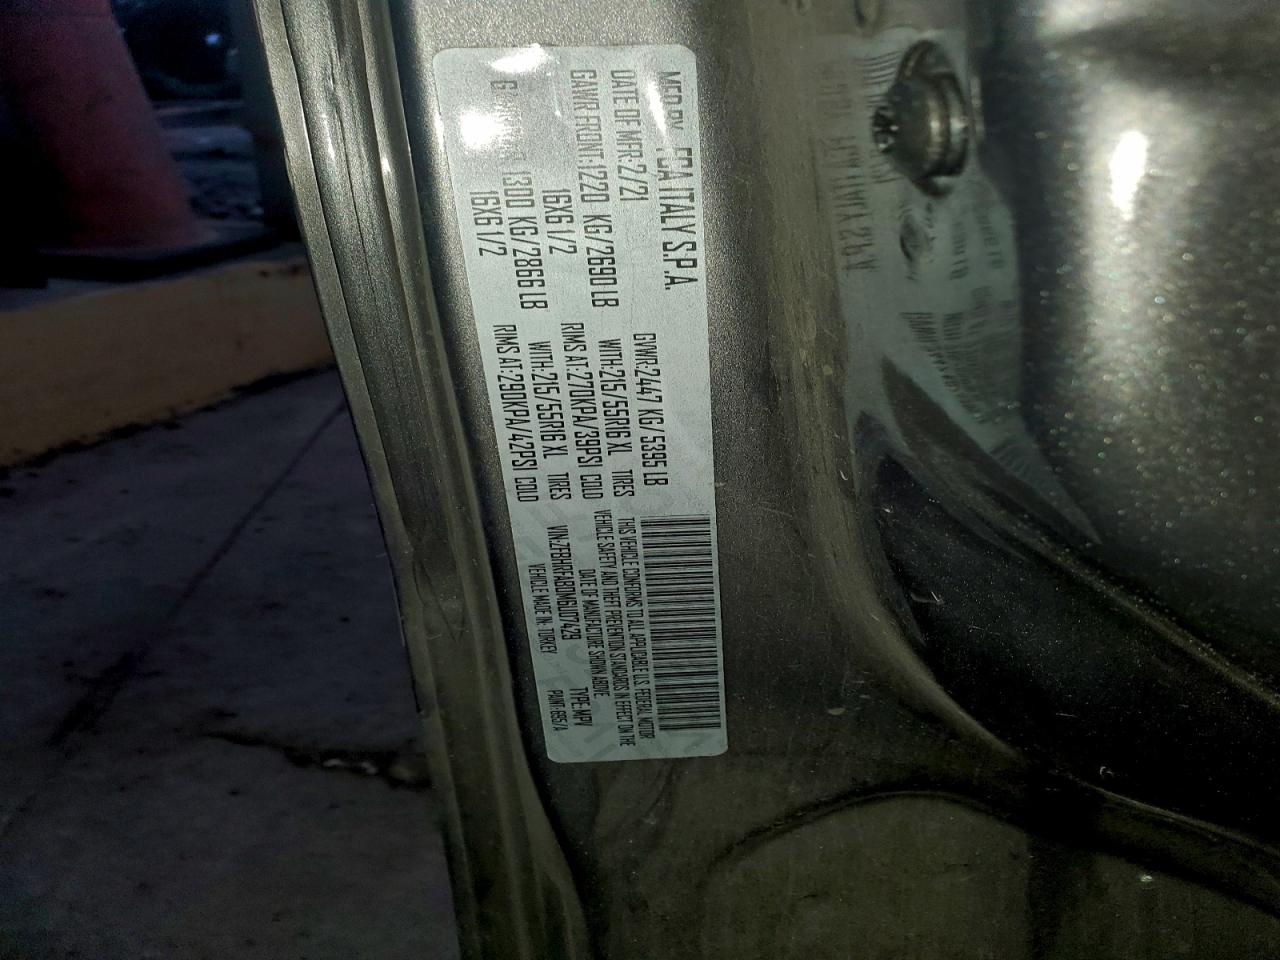 MFD BY: FCA ITALY S.P.A.
DATE OF MFR: 2/21 GVWR: 2447 KG / 5395 LB
GAWR FRONT: 1220 KG / 2690 LB WITH: 215/55R16 XL TIRES
16X6 1/2 RIMS AT: 270KPA/39PSI COLD
1300 KG / 2866 LB WITH: 215/55R16 XL TIRES
16X6 1/2 RIMS AT: 290KPA/42PSI COLD
THIS VEHICLE CONFORMS TO ALL APPLICABLE U.S. FEDERAL MOTOR
VEHICLE SAFETY AND THEFT PREVENTION STANDARDS IN EFFECT ON THE
DATE OF MANUFACTURE SHOWN ABOVE
VIN: ZFBHRFAB0M6U07429 TYPE: MPV
VEHICLE MADE IN: TURKEY PAINT: 695/A